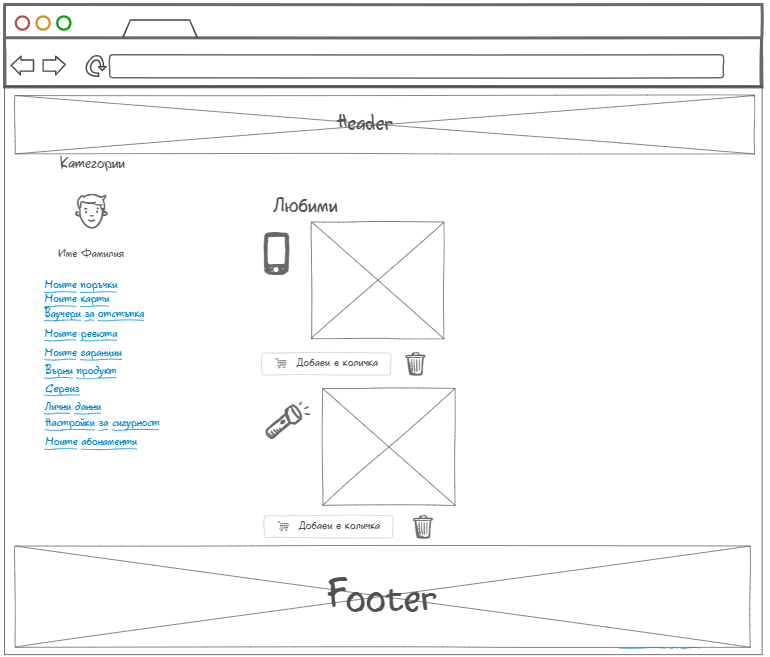 Header
Категории
Име Фамилия
Моите поръчки
Моите карти
Ваучери за отстъпка
Моите ревюта
Моите гаранции
Върни продукт
Сервиз
Лични данни
Настройки за сигурност
Моите абонаменти
Любими
Добави в количка
Добави в количка
Footer